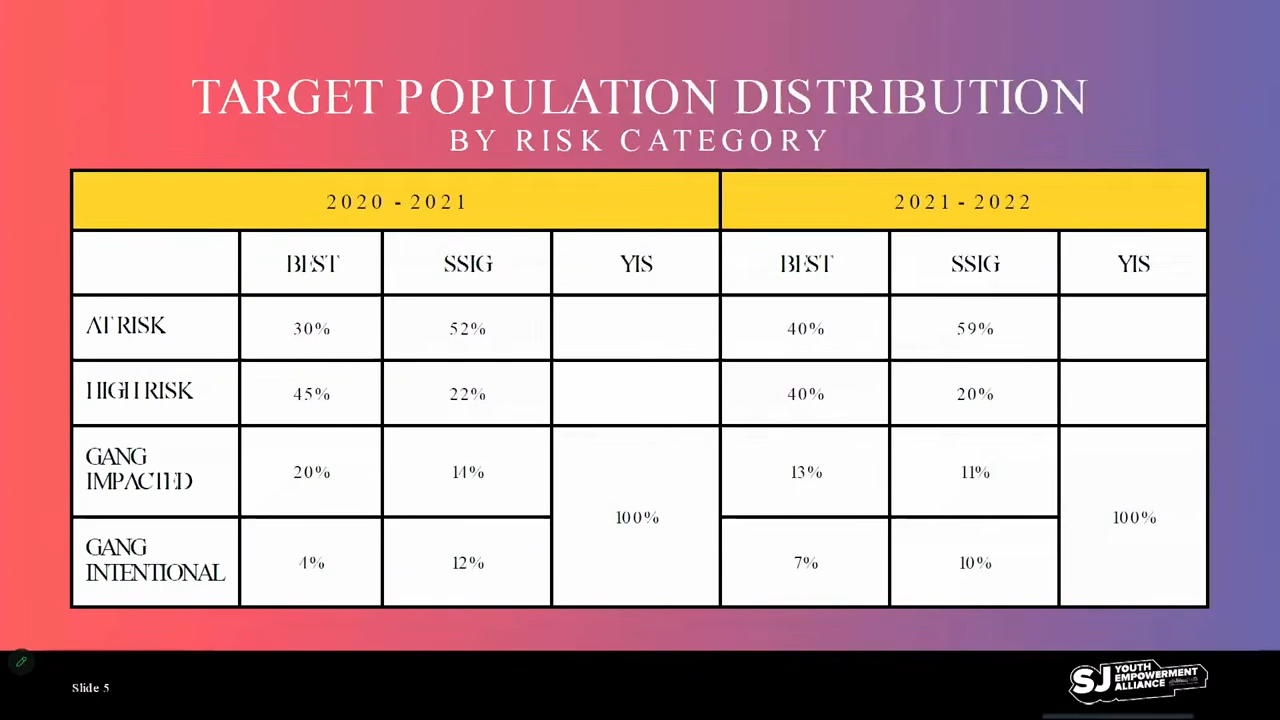 TARGET POPULATION DISTRIBUTION
BY RISK CATEGORY
2020 - 2021 2021 - 2022
BEST SSIG YIS BEST SSIG YIS
AT RISK 30% 52% 40% 59%
HIGH RISK 45% 22% 40% 20%
GANG
IMPACTED 20% 14% 13% 11%
100% 100%
GANG
INTENTIONAL 4% 12% 7% 10%
Slide 5
SJ YOUTH
EMPOWERMENT
ALLIANCE